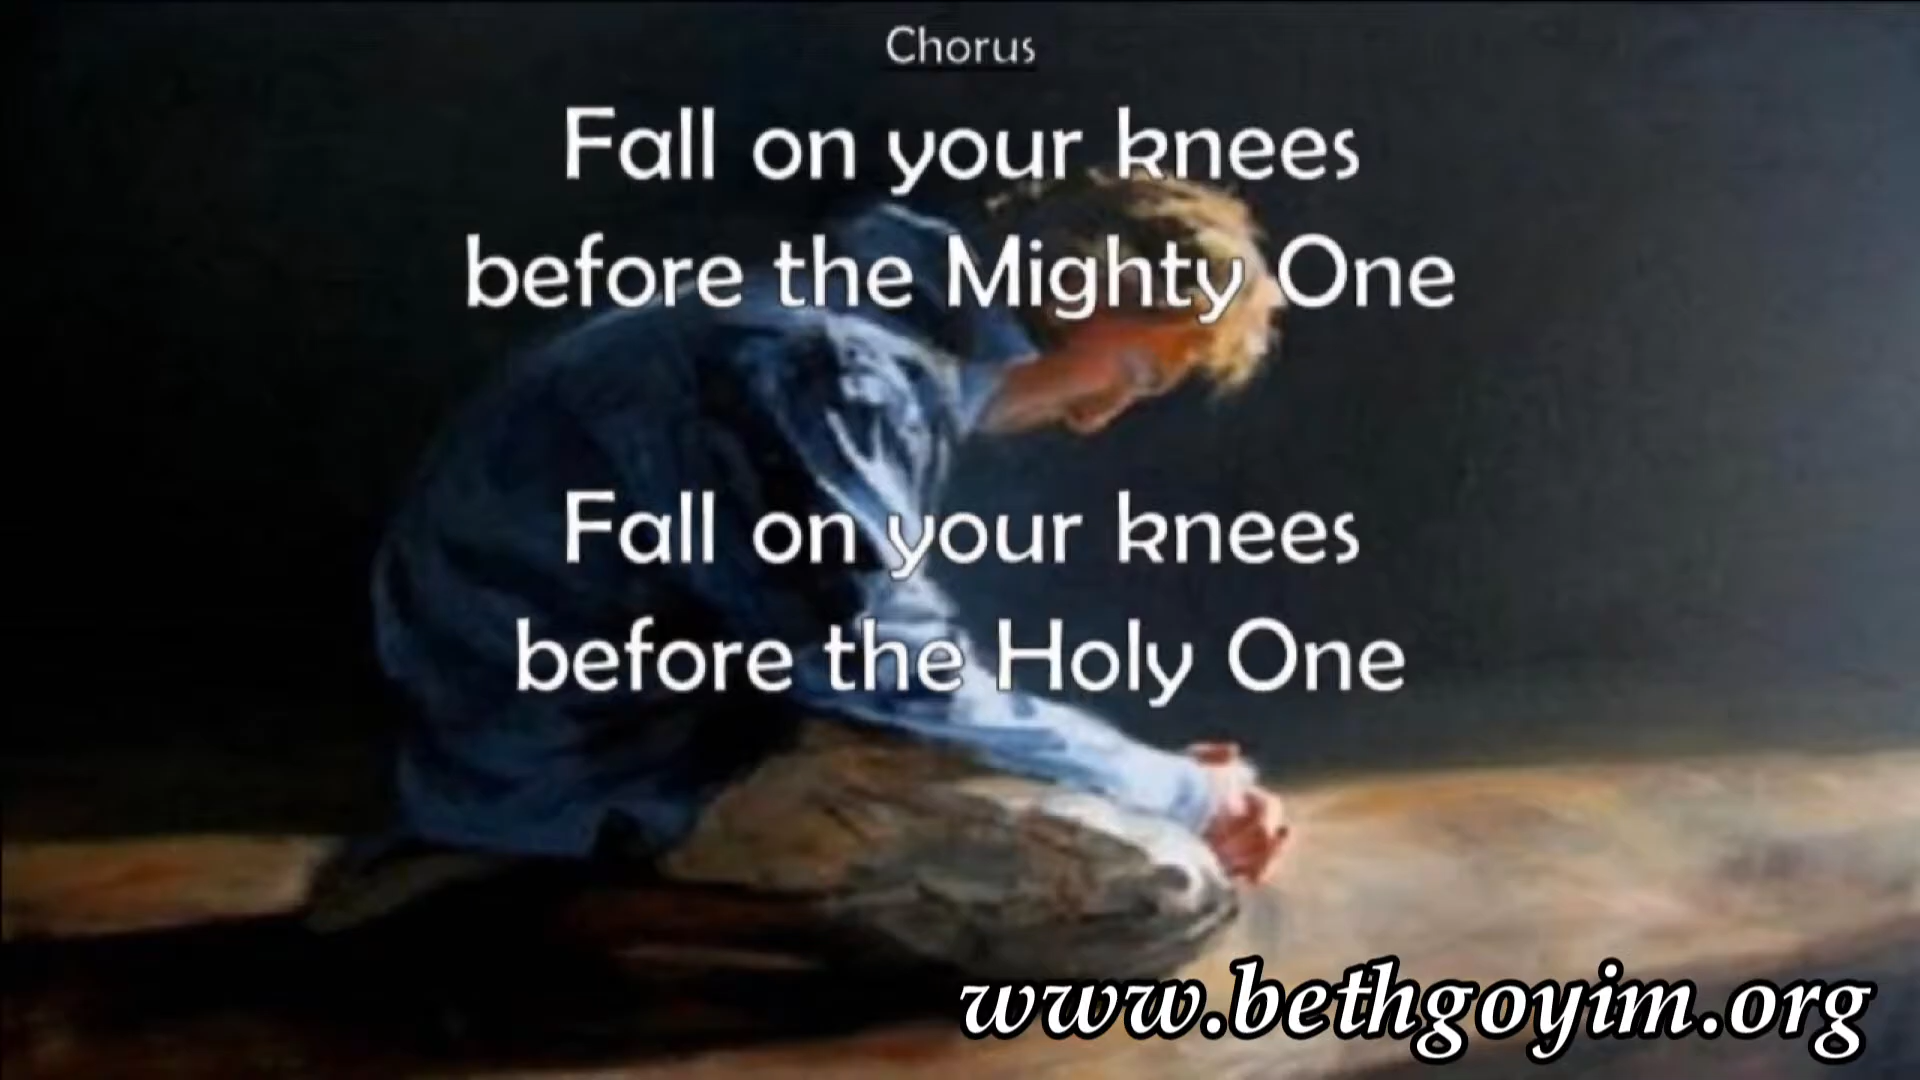 Chorus
Fall on your knees
before the Mighty One
Fall on your knees
before the Holy One
www.bethgoyim.org